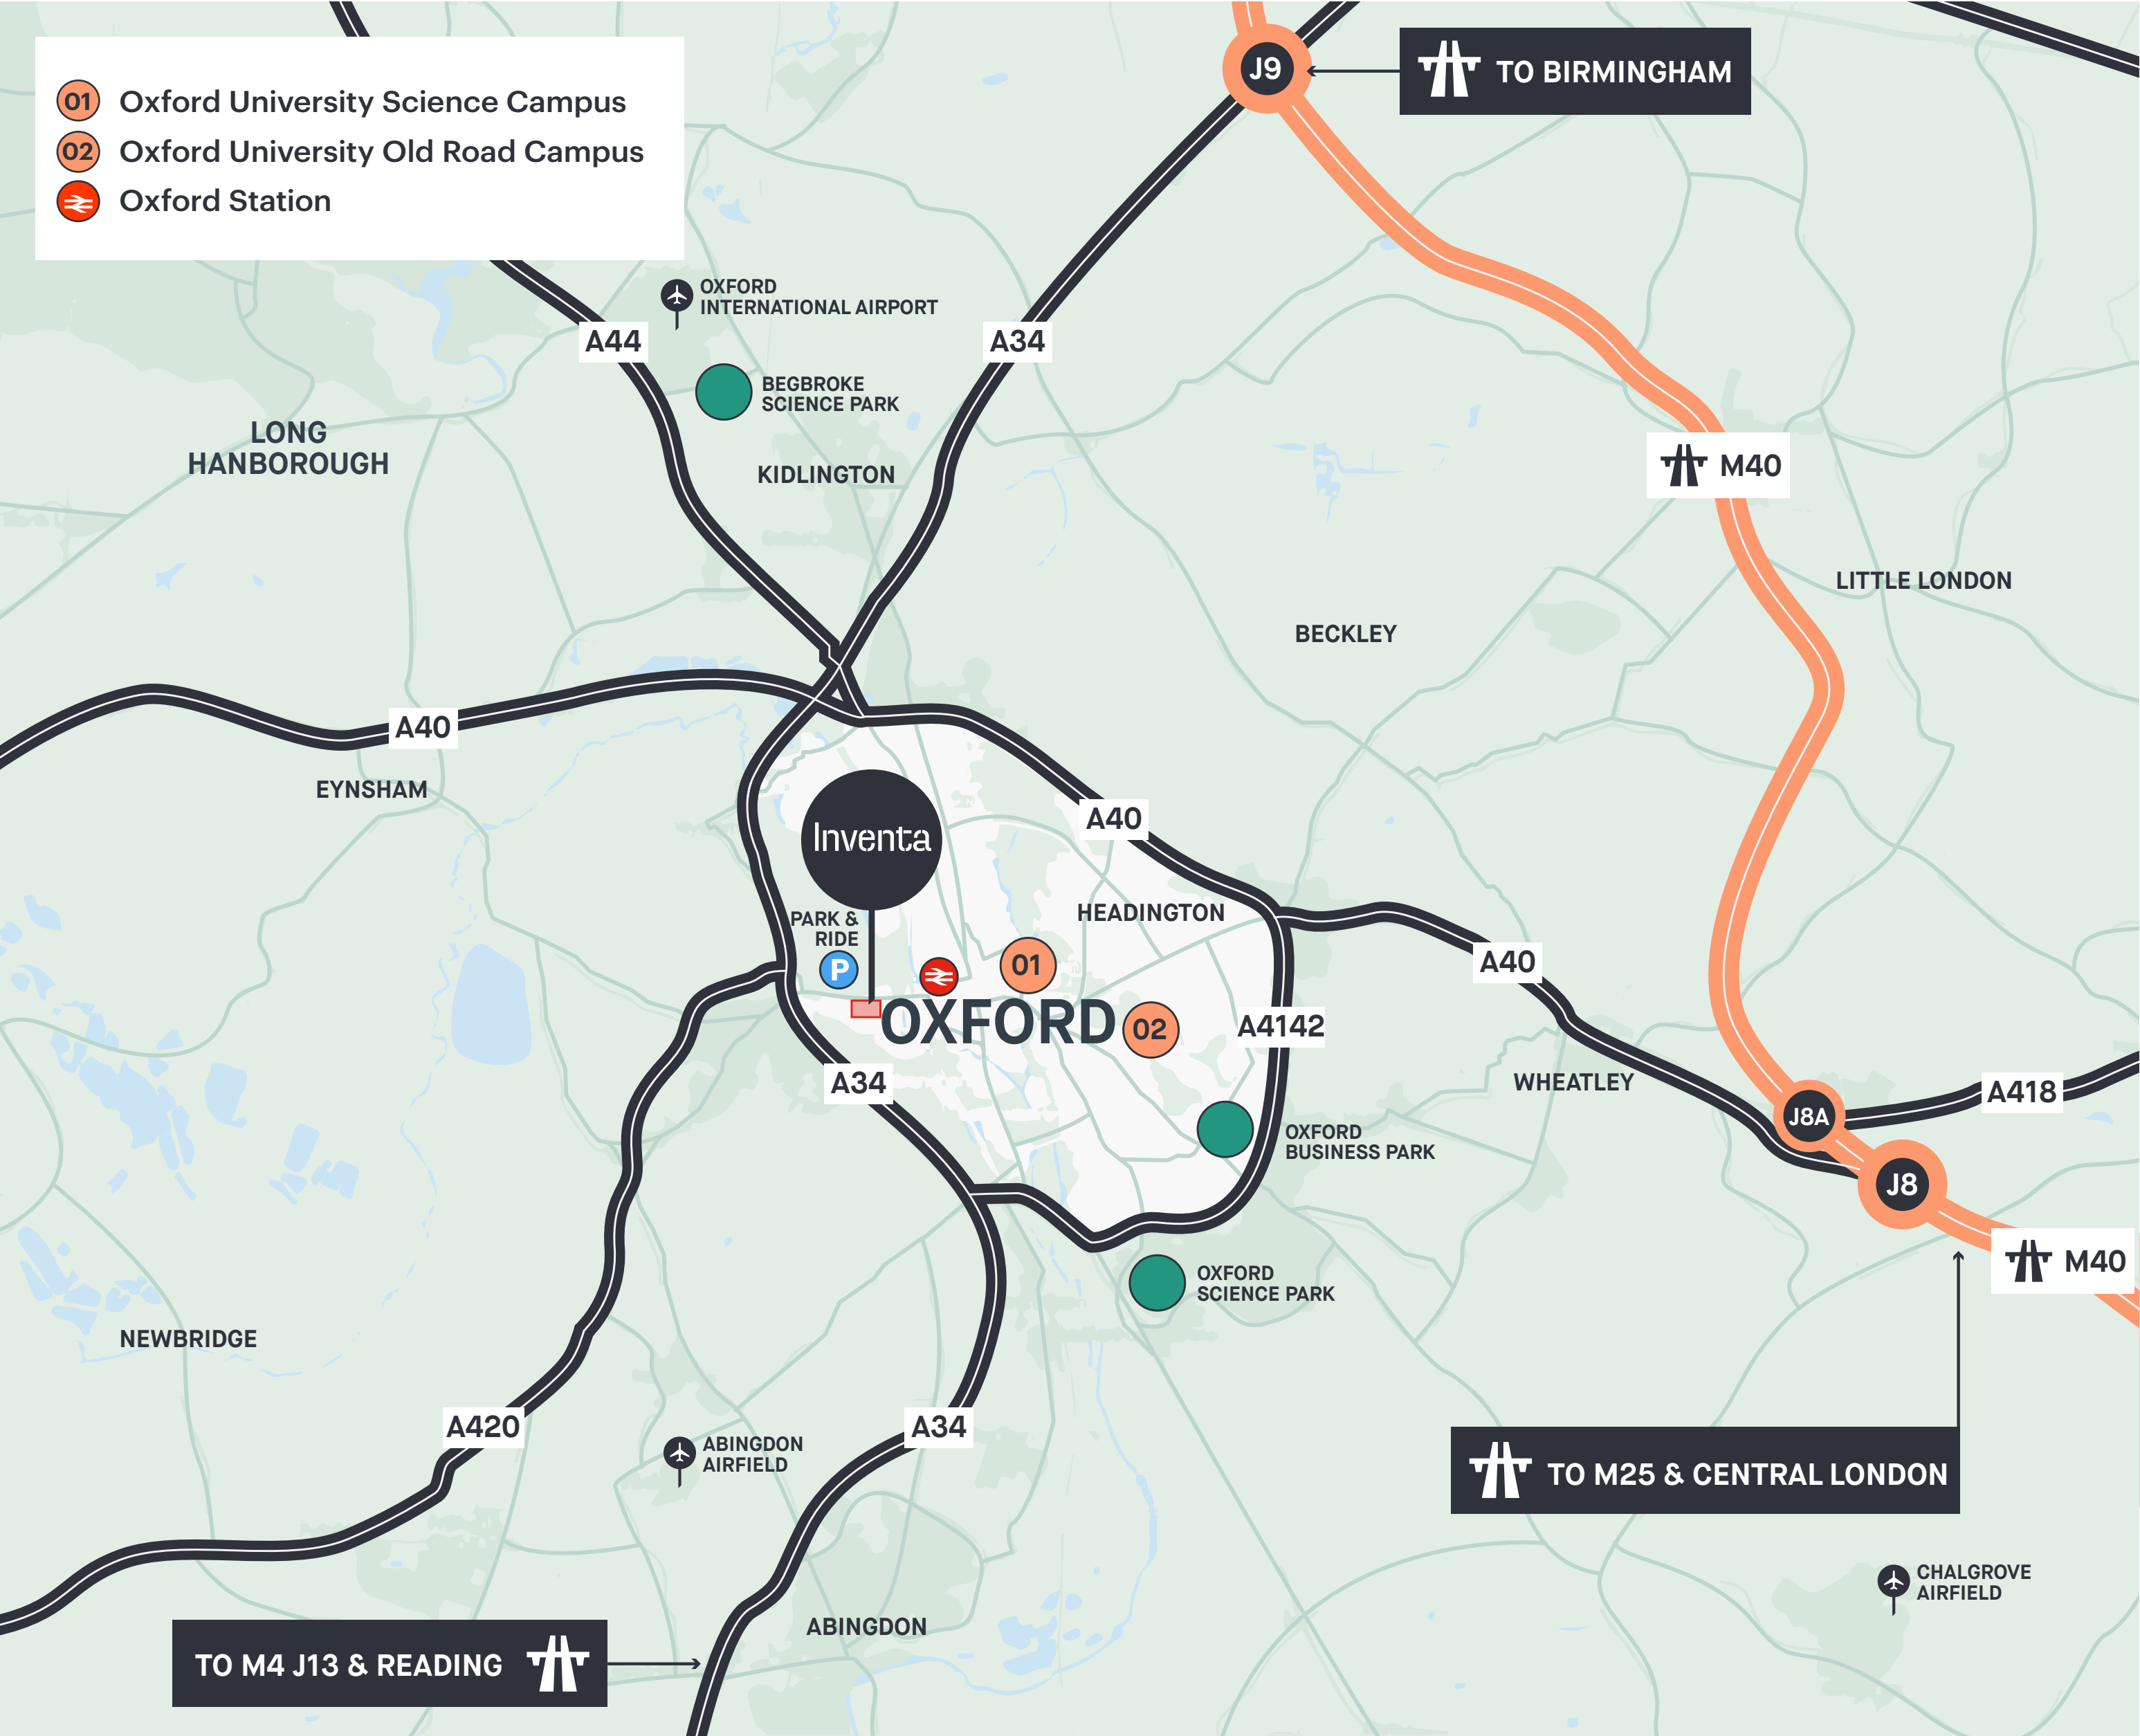 J9
TO BIRMINGHAM
01 Oxford University Science Campus
02 Oxford University Old Road Campus
Oxford Station
OXFORD
INTERNATIONAL AIRPORT
A44
A34
BEGBROKE
SCIENCE PARK
LONG
HANBOROUGH
KIDLINGTON
M40
LITTLE LONDON
BECKLEY
A40
EYNSHAM
A40
Inventa
PARK &
RIDE
P
HEADINGTON
01
A40
OXFORD
02
A4142
A34
WHEATLEY
J8A
A418
OXFORD
BUSINESS PARK
J8
M40
OXFORD
SCIENCE PARK
NEWBRIDGE
A420
A34
ABINGDON
AIRFIELD
TO M25 & CENTRAL LONDON
CHALGROVE
AIRFIELD
ABINGDON
TO M4 J13 & READING